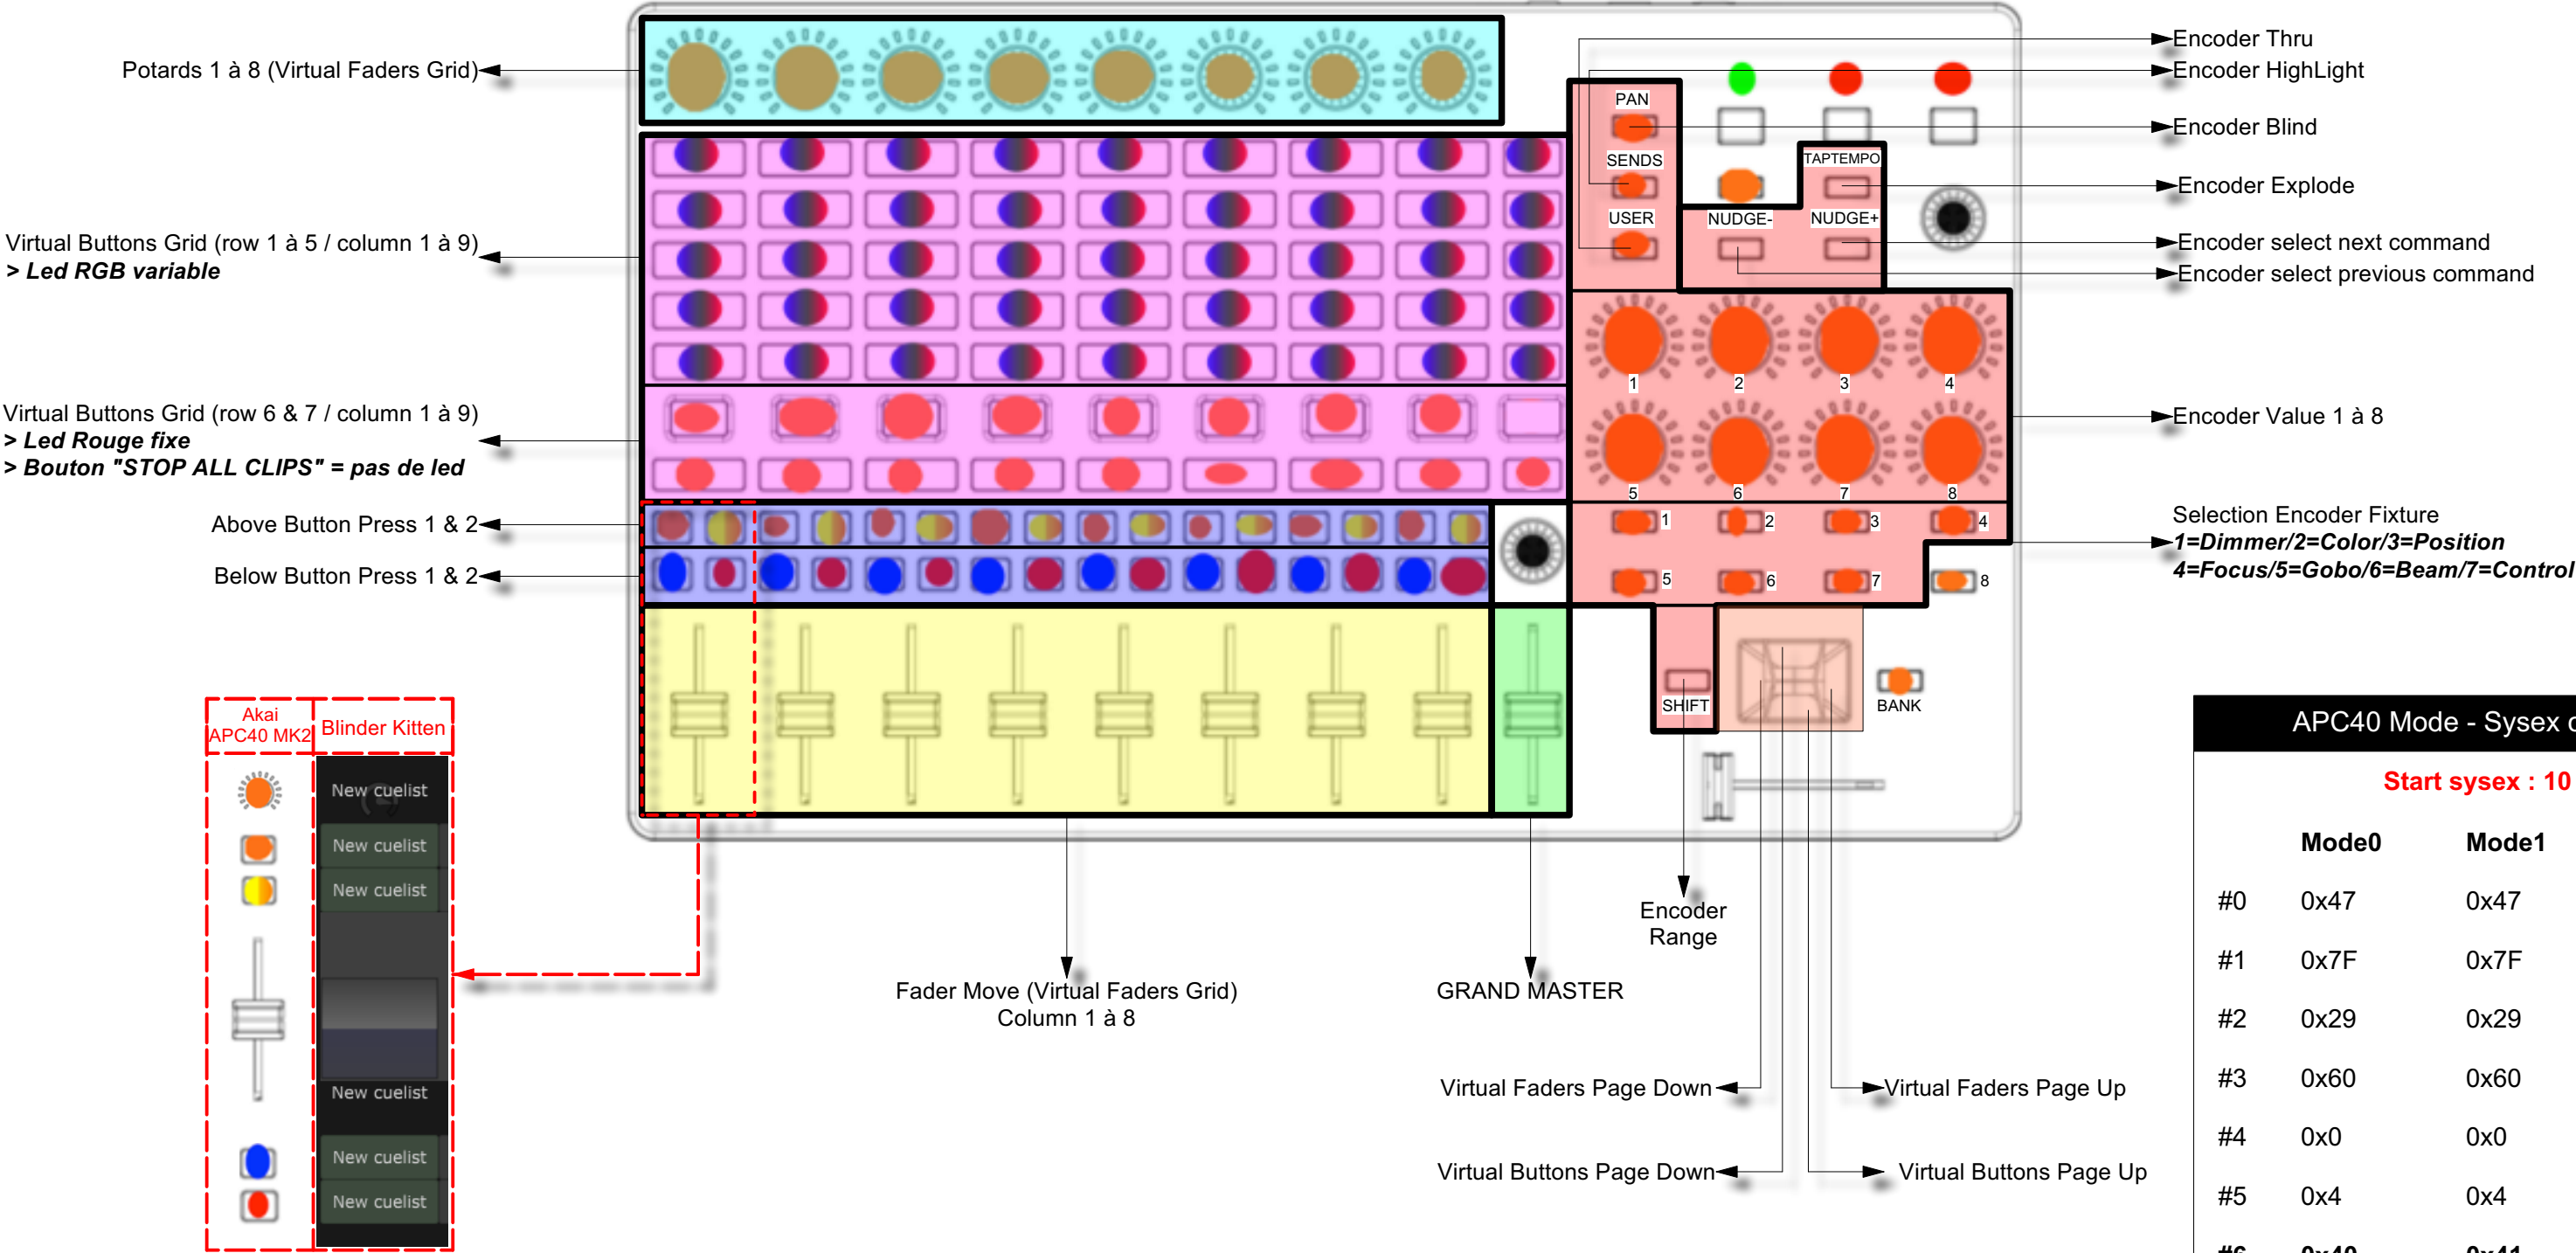 Potards 1 à 8 (Virtual Faders Grid)
Virtual Buttons Grid (row 1 à 5 / column 1 à 9)
> Led RGB variable
Virtual Buttons Grid (row 6 & 7 / column 1 à 9)
> Led Rouge fixe
> Bouton "STOP ALL CLIPS" = pas de led
Above Button Press 1 & 2
Below Button Press 1 & 2
PAN
SENDS
USER
TAPTEMPO
NUDGE-
NUDGE+
1
2
3
4
5
6
7
8
1
2
3
4
5
6
7
8
SHIFT
BANK
Encoder Thru
Encoder HighLight
Encoder Blind
Encoder Explode
Encoder select next command
Encoder select previous command
Encoder Value 1 à 8
Selection Encoder Fixture
1=Dimmer/2=Color/3=Position
4=Focus/5=Gobo/6=Beam/7=Control
Akai
APC40 MK2
Blinder Kitten
New cuelist
New cuelist
New cuelist
New cuelist
New cuelist
New cuelist
Fader Move (Virtual Faders Grid)
Column 1 à 8
GRAND MASTER
Encoder
Range
Virtual Faders Page Down
Virtual Faders Page Up
Virtual Buttons Page Down
Virtual Buttons Page Up
APC40 Mode - Sysex
Start sysex : 10
Mode0 Mode1
#0 0x47 0x47
#1 0x7F 0x7F
#2 0x29 0x29
#3 0x60 0x60
#4 0x0 0x0
#5 0x4 0x4
#6 0x40 0x41